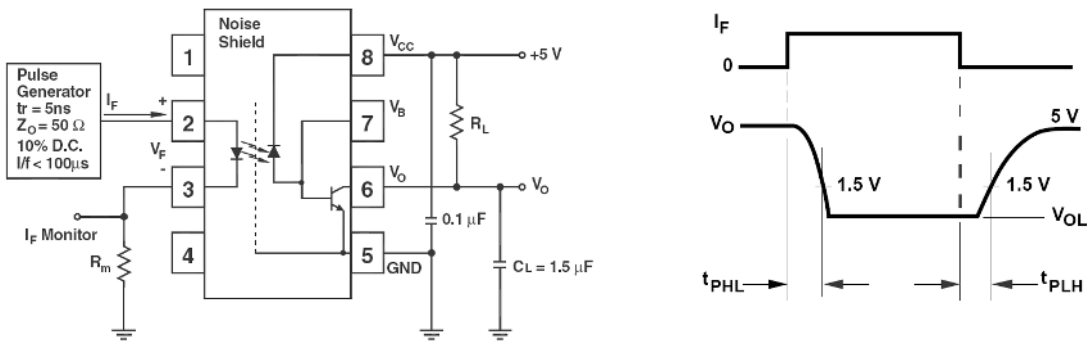 Noise
Shield
Pulse
Generator
tr = 5ns
Z_O = 50 Ω
10% D.C.
I/f < 100μs
I_F
+
V_F
-
1
2
3
4
8
7
6
5
V_CC
V_B
V_O
GND
+5 V
R_L
V_O
0.1 μF
C_L = 1.5 μF
I_F Monitor
R_m
I_F
0
V_O
5 V
1.5 V
1.5 V
V_OL
t_PHL
t_PLH